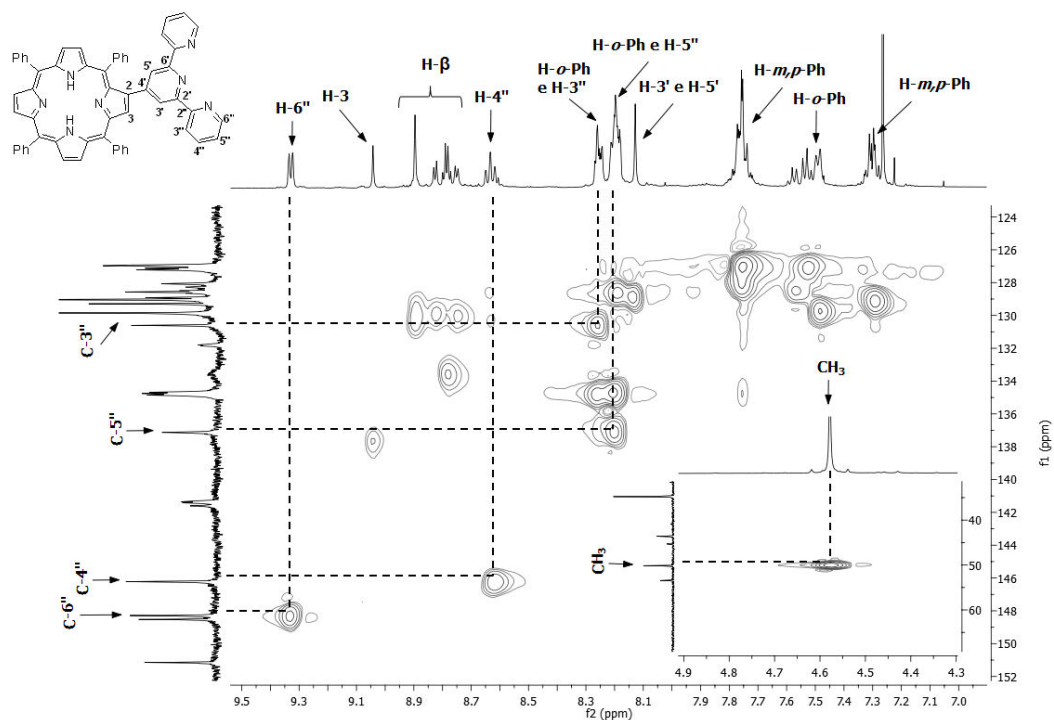 Ph
Ph
Ph
Ph
N
N
N
N
NH
HN
N
2
3
2'
3'
4'
5'
6'
2''
3''
4''
5''
6''
H-6''
H-3
H-β
H-4''
H-o-Ph
e H-3''
H-o-Ph e H-5''
H-3' e H-5'
H-m,p-Ph
H-o-Ph
H-m,p-Ph
C-3''
C-5''
C-4''
C-6''
124
126
128
130
132
134
136
138
140
142
144
146
148
150
152
f1 (ppm)
CH3
CH3
40
50
60
4.9 4.8 4.7 4.6 4.5 4.4 4.3
9.5 9.4 9.3 9.2 9.1 9.0 8.9 8.8 8.7 8.6 8.5 8.4 8.3 8.2 8.1 8.0 7.9 7.8 7.7 7.6 7.5 7.4 7.3 7.2 7.1 7.0
f2 (ppm)